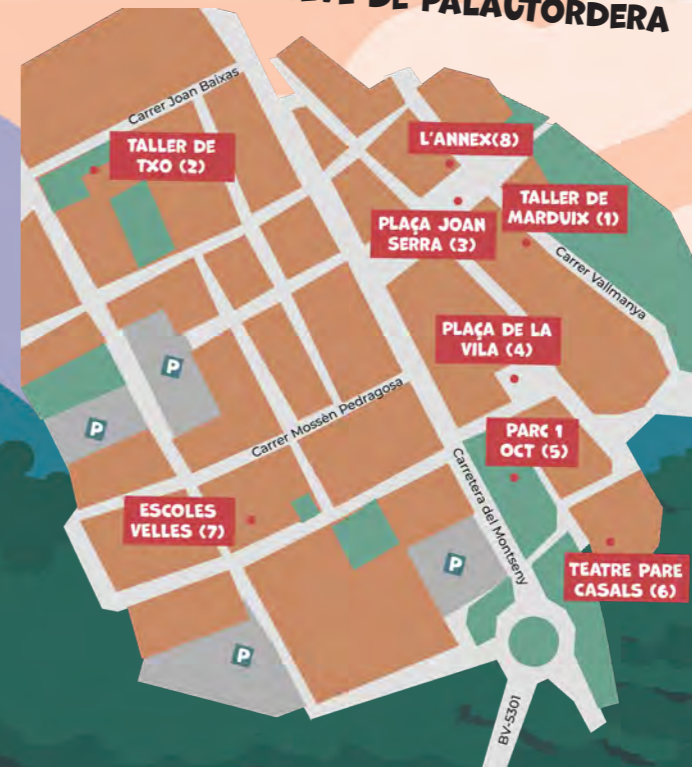 DE PALAUTORDERA
Carrer Joan Baixas
TALLER DE
TXO (2)
L'ANNEX(8)
TALLER DE
MARDUIX (1)
PLAÇA JOAN
SERRA (3)
Carrer Vallmanya
PLAÇA DE LA
VILA (4)
P
P
Carrer Mossèn Pedragosa
PARC 1
OCT (5)
Carretera del Montseny
ESCOLES
VELLES (7)
P
TEATRE PARE
CASALS (6)
P
BV-5301